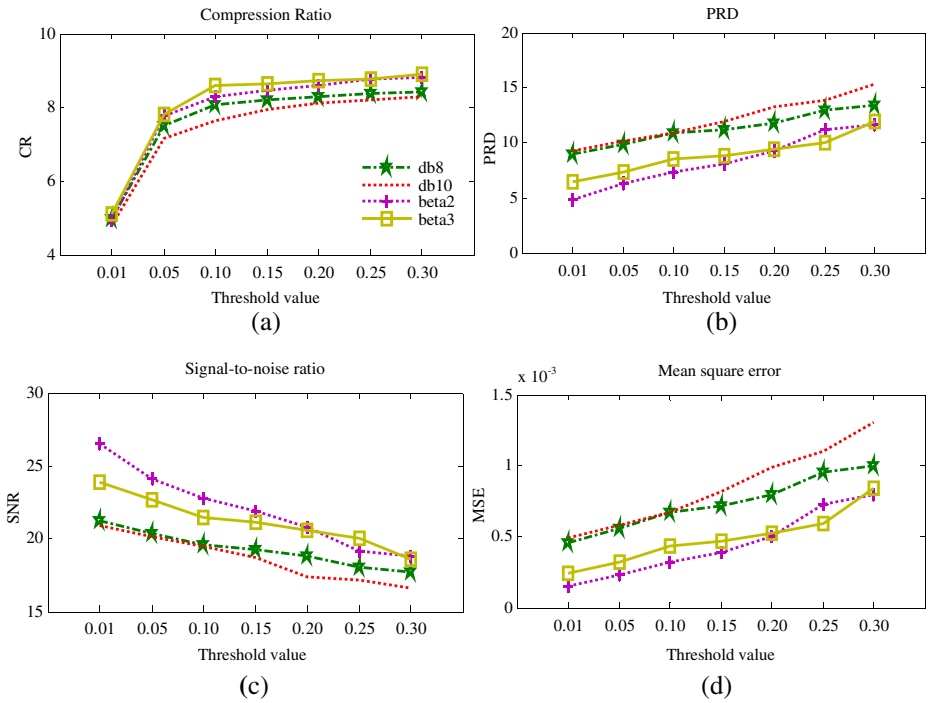 Compression Ratio
10
8
6
4
CR
db8
db10
beta2
beta3
0.01 0.05 0.10 0.15 0.20 0.25 0.30
Threshold value
(a)
PRD
20
15
10
5
0
PRD
0.01 0.05 0.10 0.15 0.20 0.25 0.30
Threshold value
(b)
Signal-to-noise ratio
30
25
20
15
SNR
0.01 0.05 0.10 0.15 0.20 0.25 0.30
Threshold value
(c)
Mean square error
x 10⁻³
1.5
1
0.5
0
MSE
0.01 0.05 0.10 0.15 0.20 0.25 0.30
Threshold value
(d)